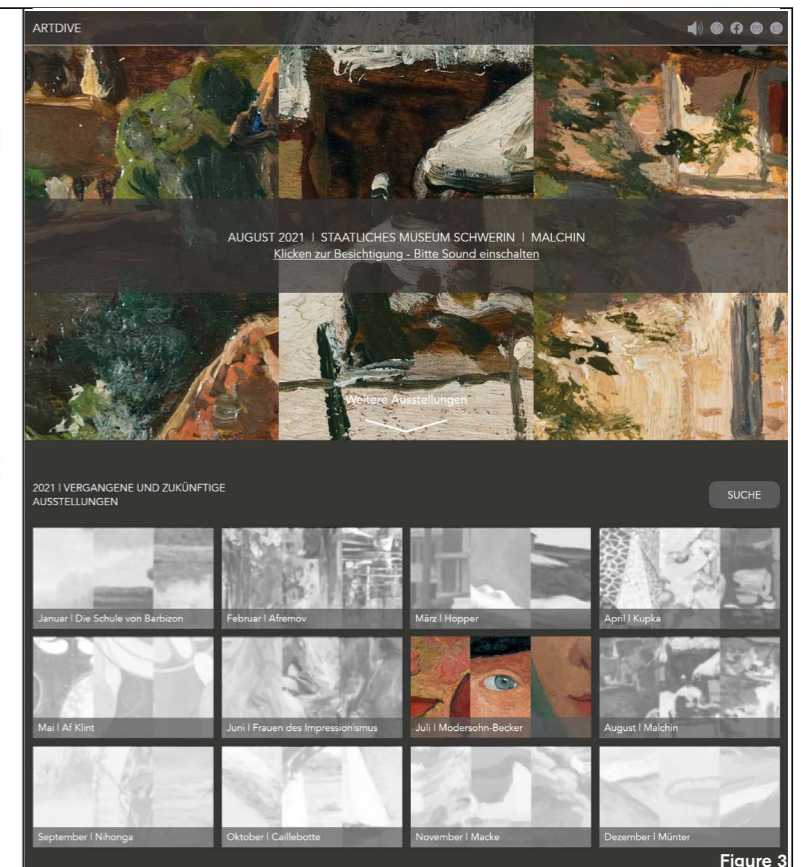 ARTDIVE
AUGUST 2021 | STAATLICHES MUSEUM SCHWERIN | MALCHIN
Klicken zur Besichtigung - Bitte Sound einschalten
Weitere Ausstellungen
2021 | VERGANGENE UND ZUKÜNFTIGE
AUSSTELLUNGEN
SUCHE
Januar | Die Schule von Barbizon
Februar | Afremov
März | Hopper
April | Kupka
Mai | Af Klint
Juni | Frauen des Impressionismus
Juli | Modersohn-Becker
August | Malchin
September | Nihonga
Oktober | Caillebotte
November | Macke
Dezember | Münter
Figure 3